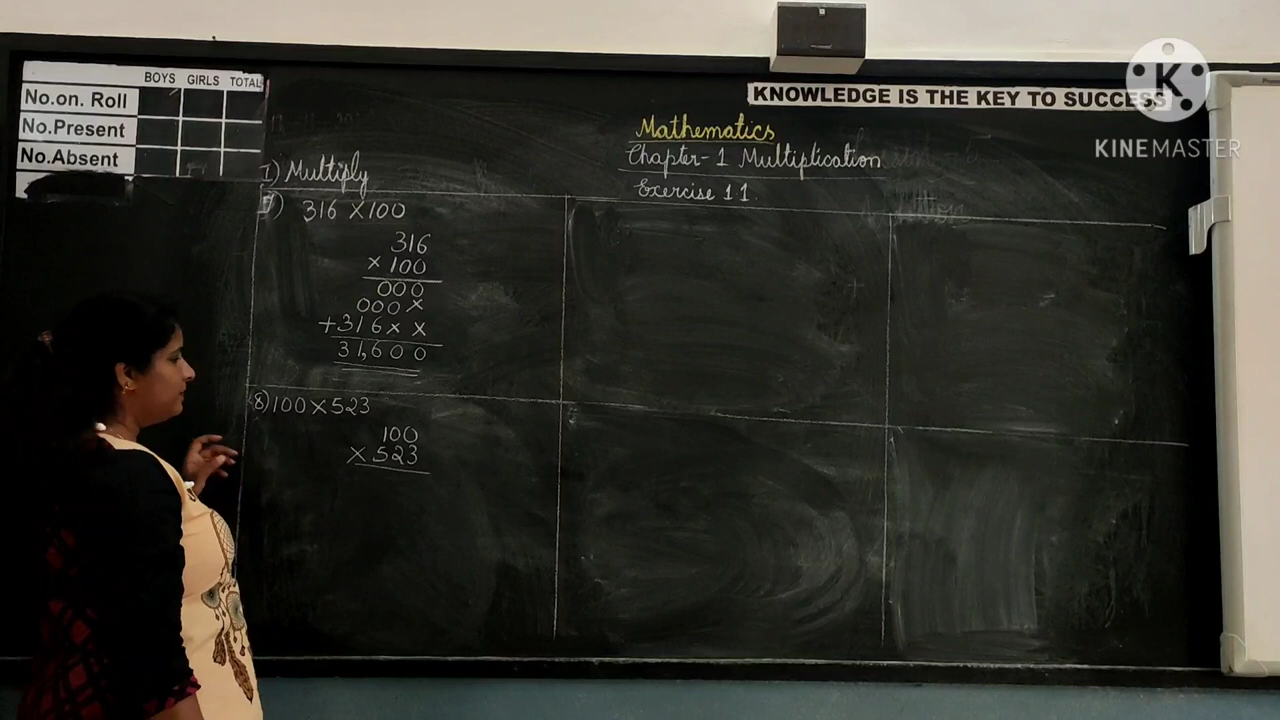 BOYS GIRLS TOTAL
No.on. Roll
No.Present
No.Absent
KNOWLEDGE IS THE KEY TO SUCCESS
K
KINEMASTER
Mathematics
Chapter-1 Multiplication
Exercise 1.1.
I) Multiply
316 X 100
316
× 100
000
000 ×
+316 × ×
31,600
8) 100 X 523
100
X 523